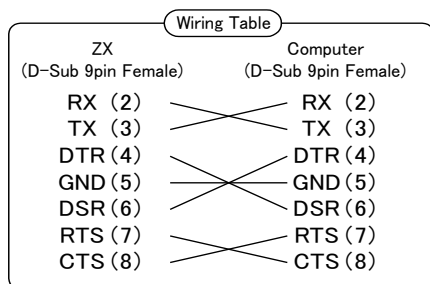 Wiring Table
ZX Computer
(D-Sub 9pin Female) (D-Sub 9pin Female)
RX (2) RX (2)
TX (3) TX (3)
DTR(4) DTR(4)
GND(5) GND(5)
DSR(6) DSR(6)
RTS(7) RTS(7)
CTS(8) CTS(8)